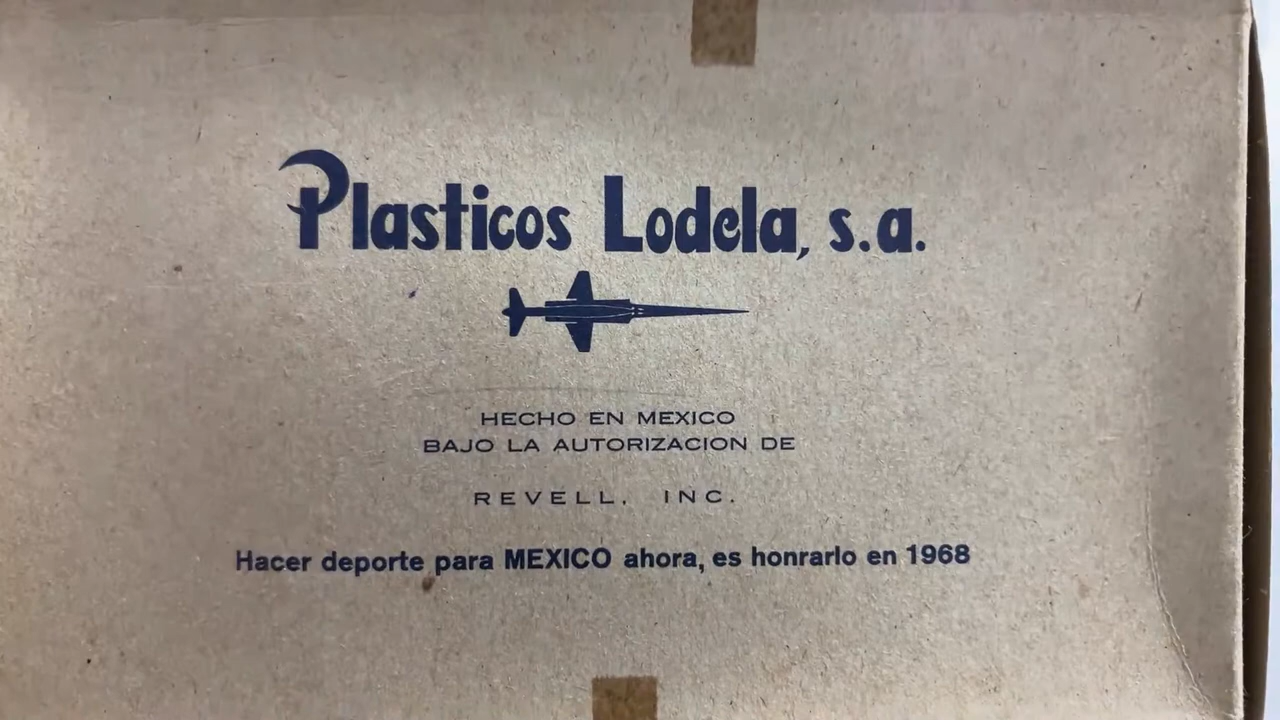 Plasticos Lodela, s.a.
HECHO EN MEXICO
BAJO LA AUTORIZACION DE
REVELL, INC.
Hacer deporte para MEXICO ahora, es honrarlo en 1968